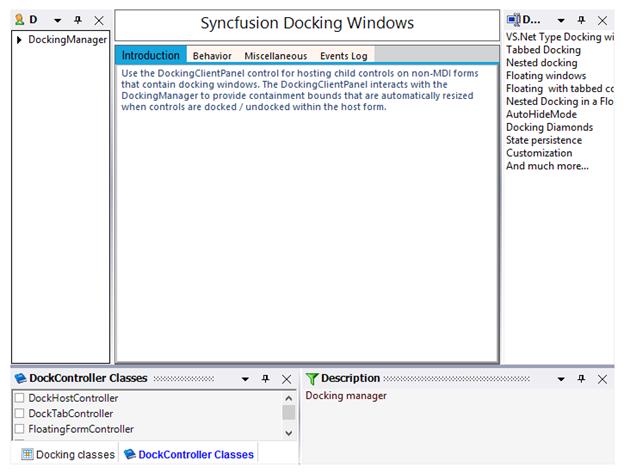 D
DockingManager
Syncfusion Docking Windows
Introduction Behavior Miscellaneous Events Log
Use the DockingClientPanel control for hosting child controls on non-MDI forms
that contain docking windows. The DockingClientPanel interacts with the
DockingManager to provide containment bounds that are automatically resized
when controls are docked / undocked within the host form.
D...
VS.Net Type Docking wi
Tabbed Docking
Nested docking
Floating windows
Floating with tabbed cc
Nested Docking in a Flo
AutoHideMode
Docking Diamonds
State persistence
Customization
And much more...
DockController Classes
DockHostController
DockTabController
FloatingFormController
Docking classes DockController Classes
Description
Docking manager